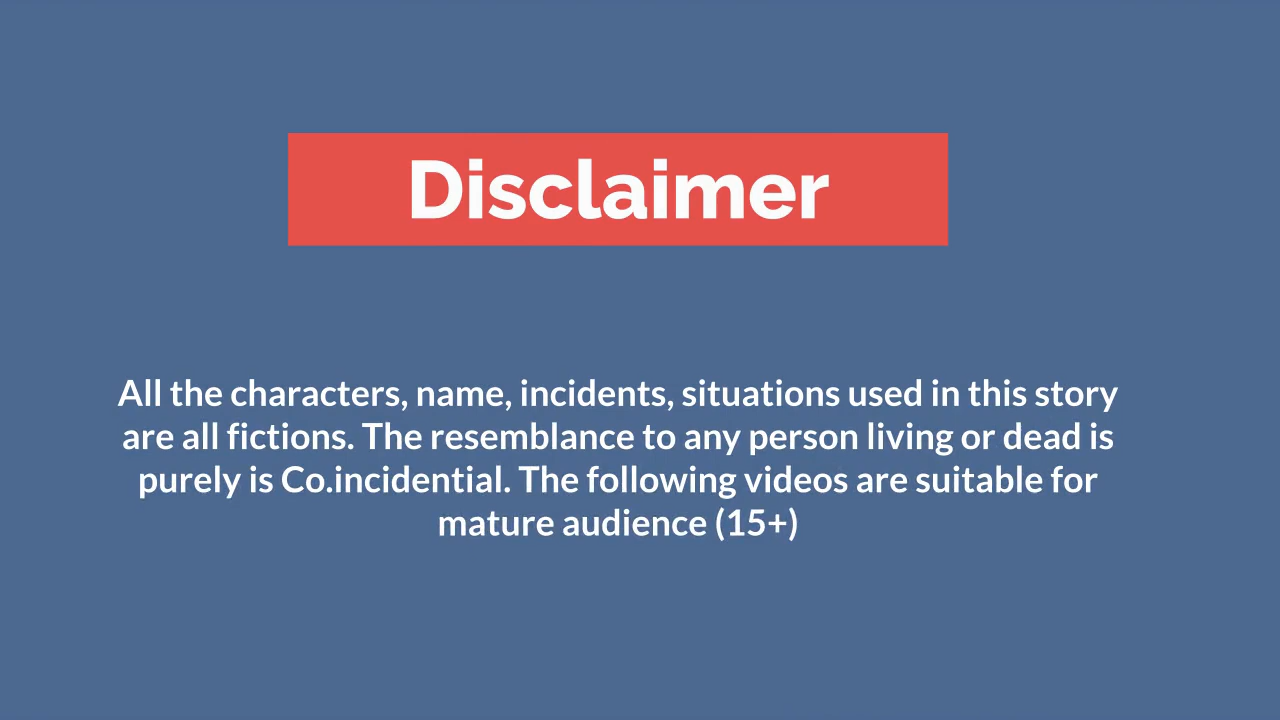 Disclaimer
All the characters, name, incidents, situations used in this story
are all fictions. The resemblance to any person living or dead is
purely is Co.incidential. The following videos are suitable for
mature audience (15+)